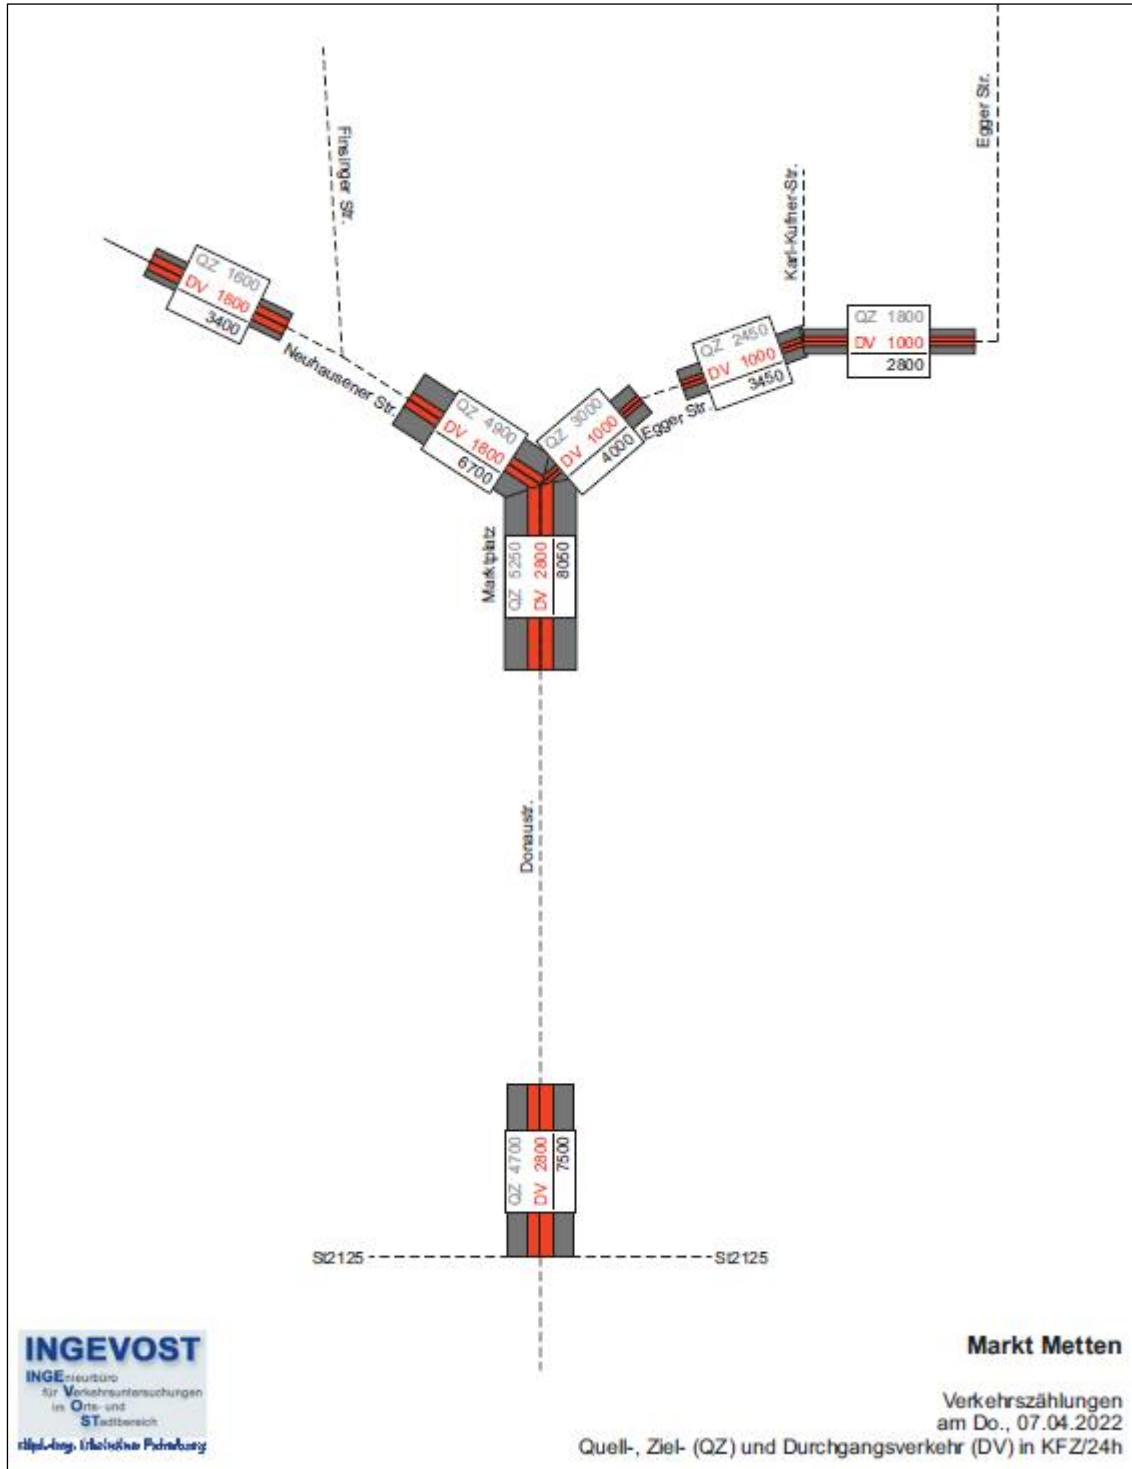 Egger Str.
Finsinger Str.
Karl-Kufner-Str.
QZ 1600
DV 1800
3400
QZ 1800
DV 1000
2800
QZ 2450
DV 1000
3450
Neuhausener Str.
QZ 4900
DV 1800
6700
QZ 3000
DV 1000
4000
Egger Str.
Marktplatz
QZ 5250
DV 2800
8050
Donaustr.
QZ 4700
DV 2800
7500
St2125
St2125
INGEVOST
INGEnieurbüro
für Verkehrsuntersuchungen
im Orts- und
STadtbereich
Markt Metten
Verkehrszählungen
am Do., 07.04.2022
Quell-, Ziel- (QZ) und Durchgangsverkehr (DV) in KFZ/24h